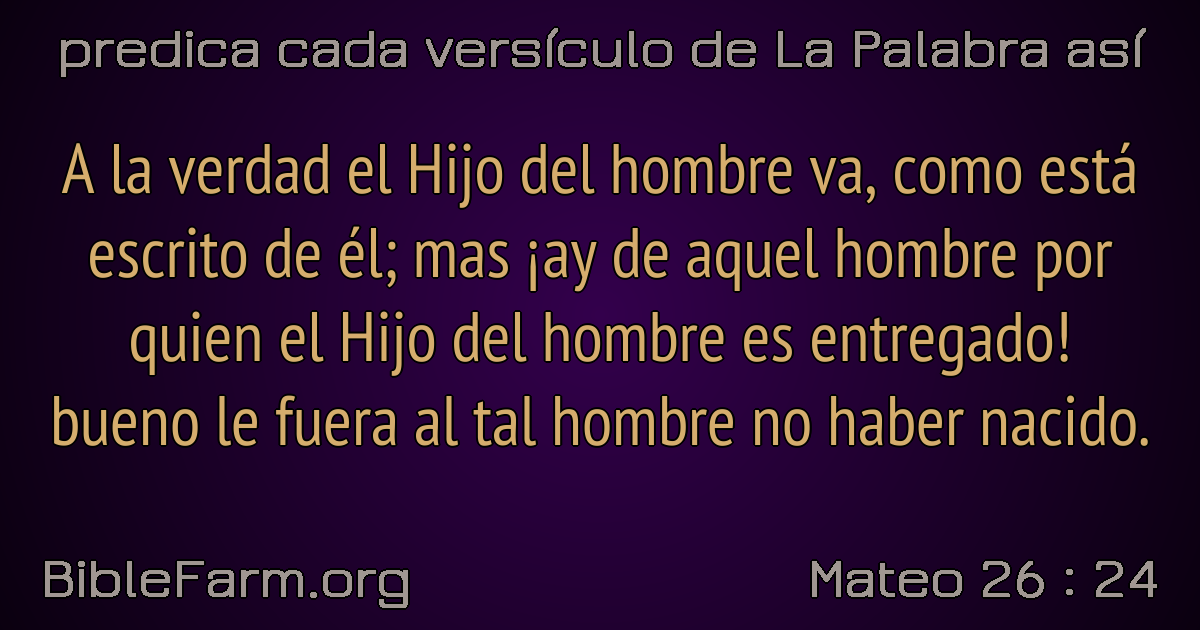 predica cada versículo de La Palabra así
A la verdad el Hijo del hombre va, como está
escrito de él; mas ¡ay de aquel hombre por
quien el Hijo del hombre es entregado!
bueno le fuera al tal hombre no haber nacido.
BibleFarm.org
Mateo 26 : 24